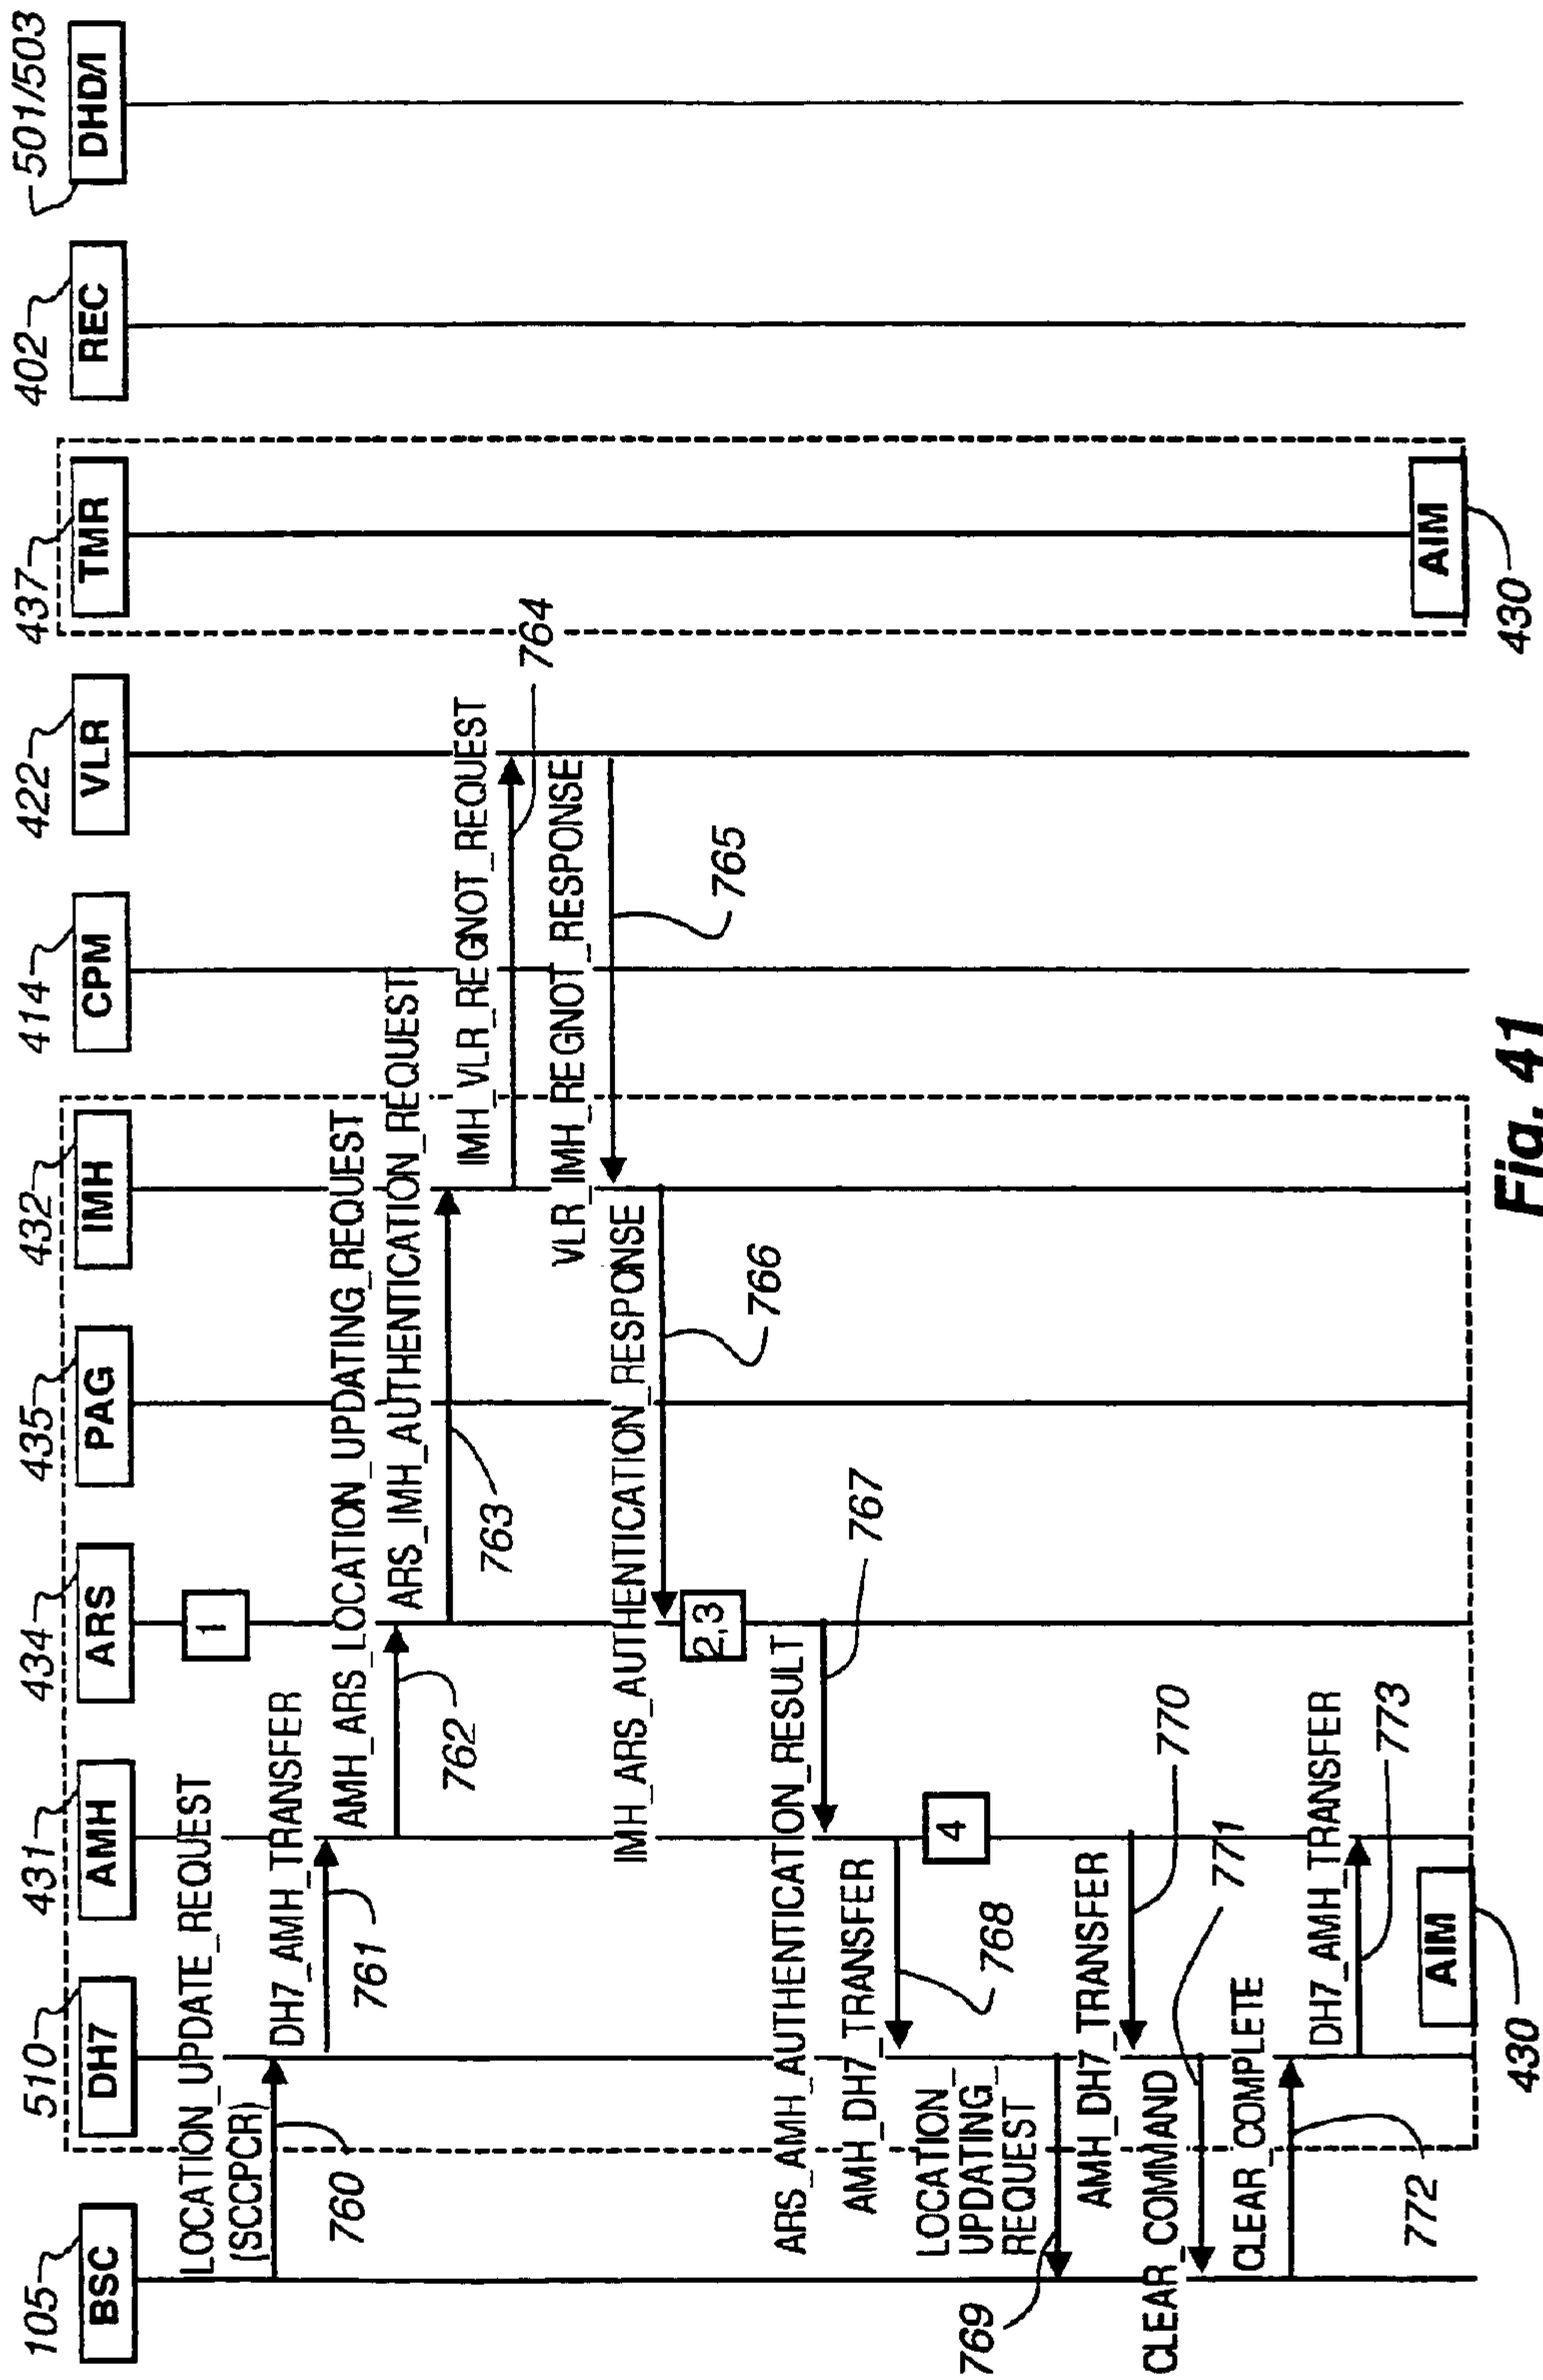 105
510
431
434
435
432
414
422
437
402
501/503
BSC
DH7
AMH
ARS
PAG
IMH
CPM
VLR
TMR
REC
DHD/I
LOCATION_UPDATE_REQUEST
(SCCPCR)
1
760
DH7_AMH_TRANSFER
761
AMH_ARS_LOCATION_UPDATING_REQUEST
762
ARS_IMH_AUTHENTICATION_REQUEST
763
IMH_VLR_REGNOT_REQUEST
764
VLR_IMH_REGNOT_RESPONSE
765
IMH_ARS_AUTHENTICATION_RESPONSE
766
2,3
ARS_AMH_AUTHENTICATION_RESULT
767
AMH_DH7_TRANSFER
768
4
LOCATION
UPDATING_
REQUEST
769
AMH_DH7_TRANSFER
770
CLEAR_COMMAND
771
CLEAR_COMPLETE
772
DH7_AMH_TRANSFER
773
AIM
430
AIM
430
Fig. 41